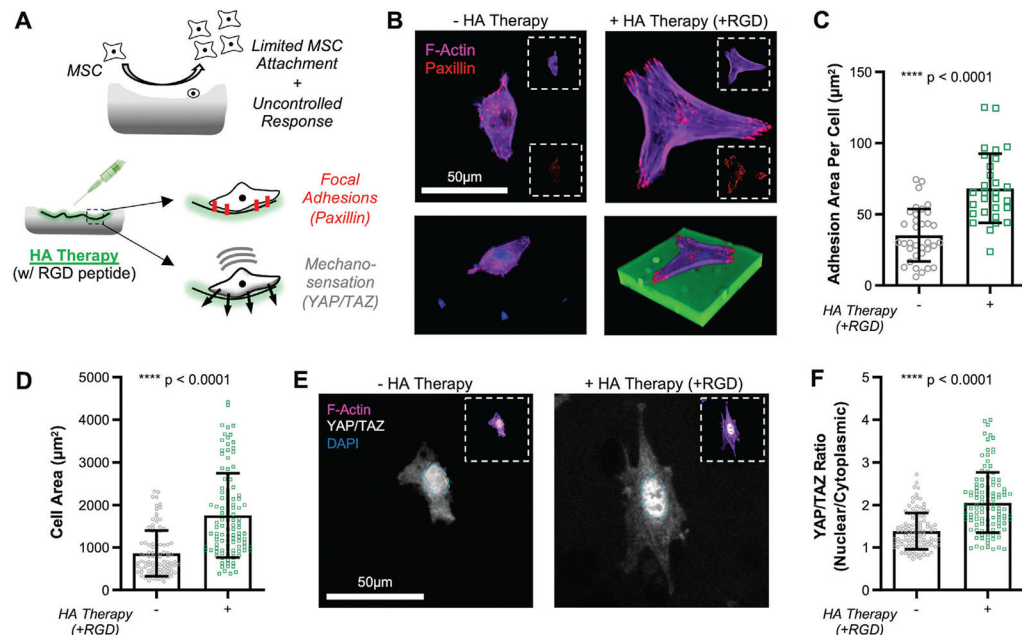 A
MSC
Limited MSC
Attachment
+
Uncontrolled
Response
HA Therapy
(w/ RGD peptide)
Focal
Adhesions
(Paxillin)
Mechano-
sensation
(YAP/TAZ)
B
- HA Therapy
+ HA Therapy (+RGD)
F-Actin
Paxillin
50µm
C
**** p < 0.0001
Adhesion Area Per Cell (µm²)
150
100
50
0
HA Therapy
(+RGD)
-
+
D
**** p < 0.0001
Cell Area (µm²)
5000
4000
3000
2000
1000
0
HA Therapy
(+RGD)
-
+
E
- HA Therapy
+ HA Therapy (+RGD)
F-Actin
YAP/TAZ
DAPI
50µm
F
**** p < 0.0001
YAP/TAZ Ratio
(Nuclear/Cytoplasmic)
5
4
3
2
1
0
HA Therapy
(+RGD)
-
+